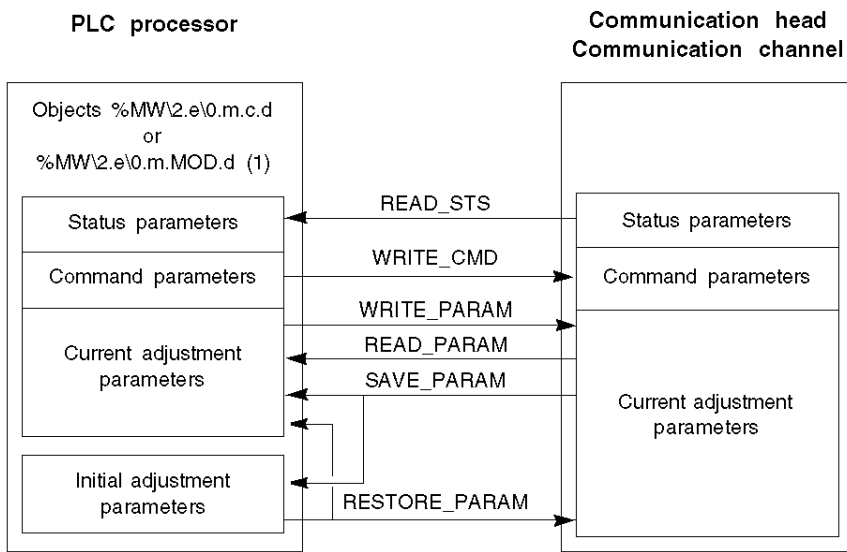 PLC processor
Communication head
Communication channel
Objects %MW\2.e\0.m.c.d
or
%MW\2.e\0.m.MOD.d (1)
Status parameters
READ_STS
Status parameters
Command parameters
WRITE_CMD
Command parameters
WRITE_PARAM
READ_PARAM
SAVE_PARAM
Current adjustment
parameters
Current adjustment
parameters
Initial adjustment
parameters
RESTORE_PARAM